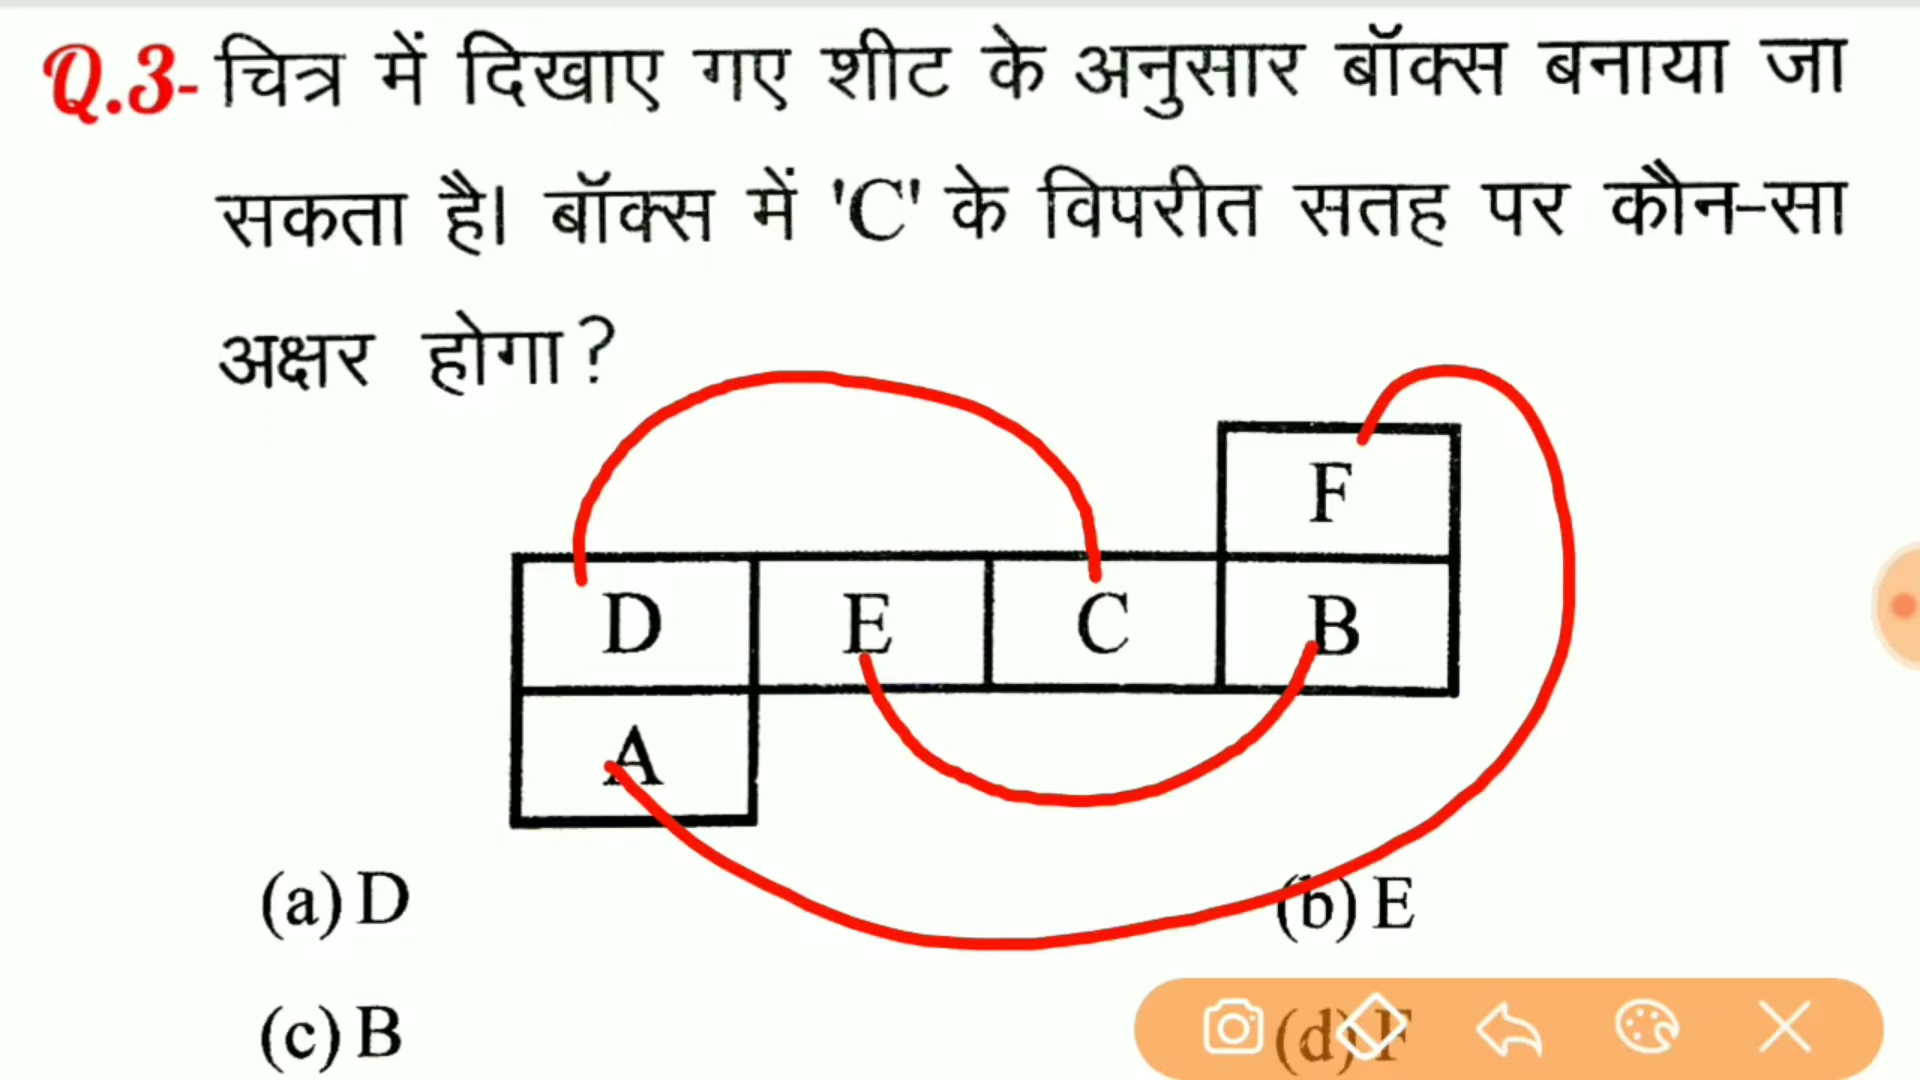 Q.3- चित्र में दिखाए गए शीट के अनुसार बॉक्स बनाया जा
सकता है। बॉक्स में 'C' के विपरीत सतह पर कौन-सा
अक्षर होगा?
F
D E C B
A
(a) D (b) E
(c) B (d) F